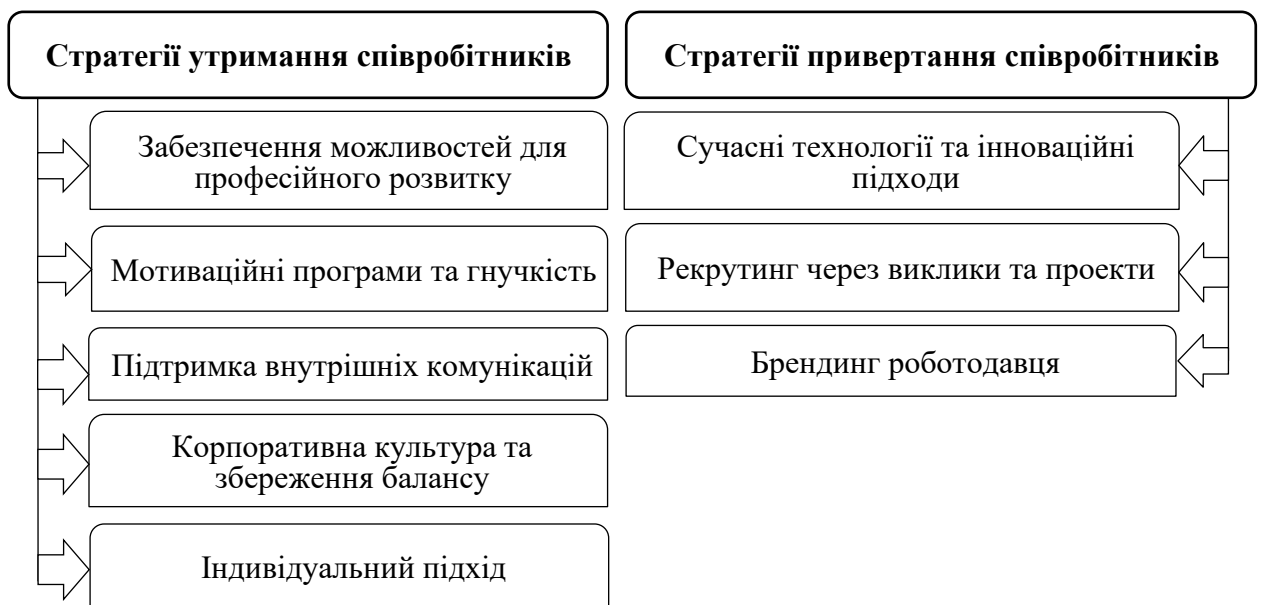 Стратегії утримання співробітників
Забезпечення можливостей для
професійного розвитку
Мотиваційні програми та гнучкість
Підтримка внутрішніх комунікацій
Корпоративна культура та
збереження балансу
Індивідуальний підхід
Стратегії привертання співробітників
Сучасні технології та інноваційні
підходи
Рекрутинг через виклики та проекти
Брендинг роботодавця